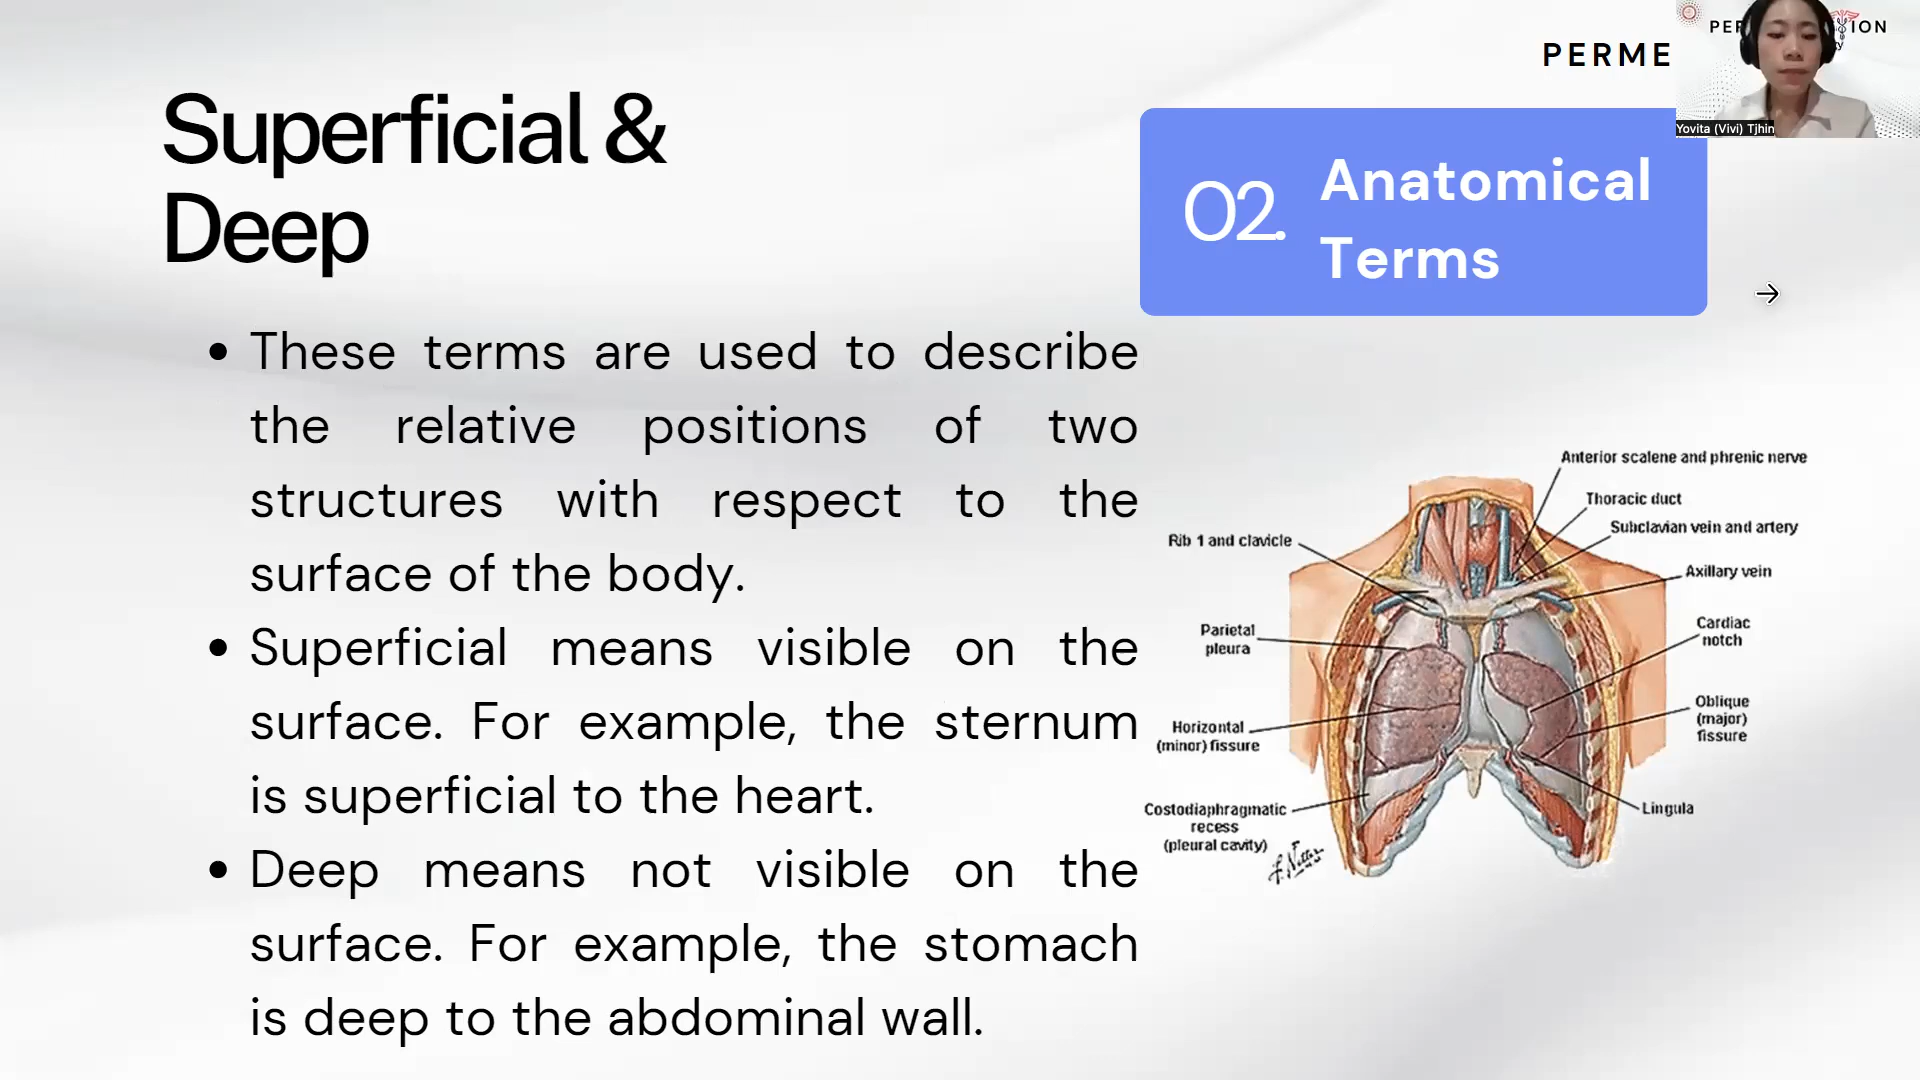 Superficial &
Deep
These terms are used to describe
the relative positions of two
structures with respect to the
surface of the body.
Superficial means visible on the
surface. For example, the sternum
is superficial to the heart.
Deep means not visible on the
surface. For example, the stomach
is deep to the abdominal wall.
PERME
ION
Yovita (Vivi) Tjhin
02.
Anatomical
Terms
Anterior scalene and phrenic nerve
Thoracic duct
Subclavian vein and artery
Rib 1 and clavicle
Axillary vein
Parietal
pleura
Cardiac
notch
Horizontal
(minor) fissure
Oblique
(major)
fissure
Costodiaphragmatic
recess
(pleural cavity)
Lingula